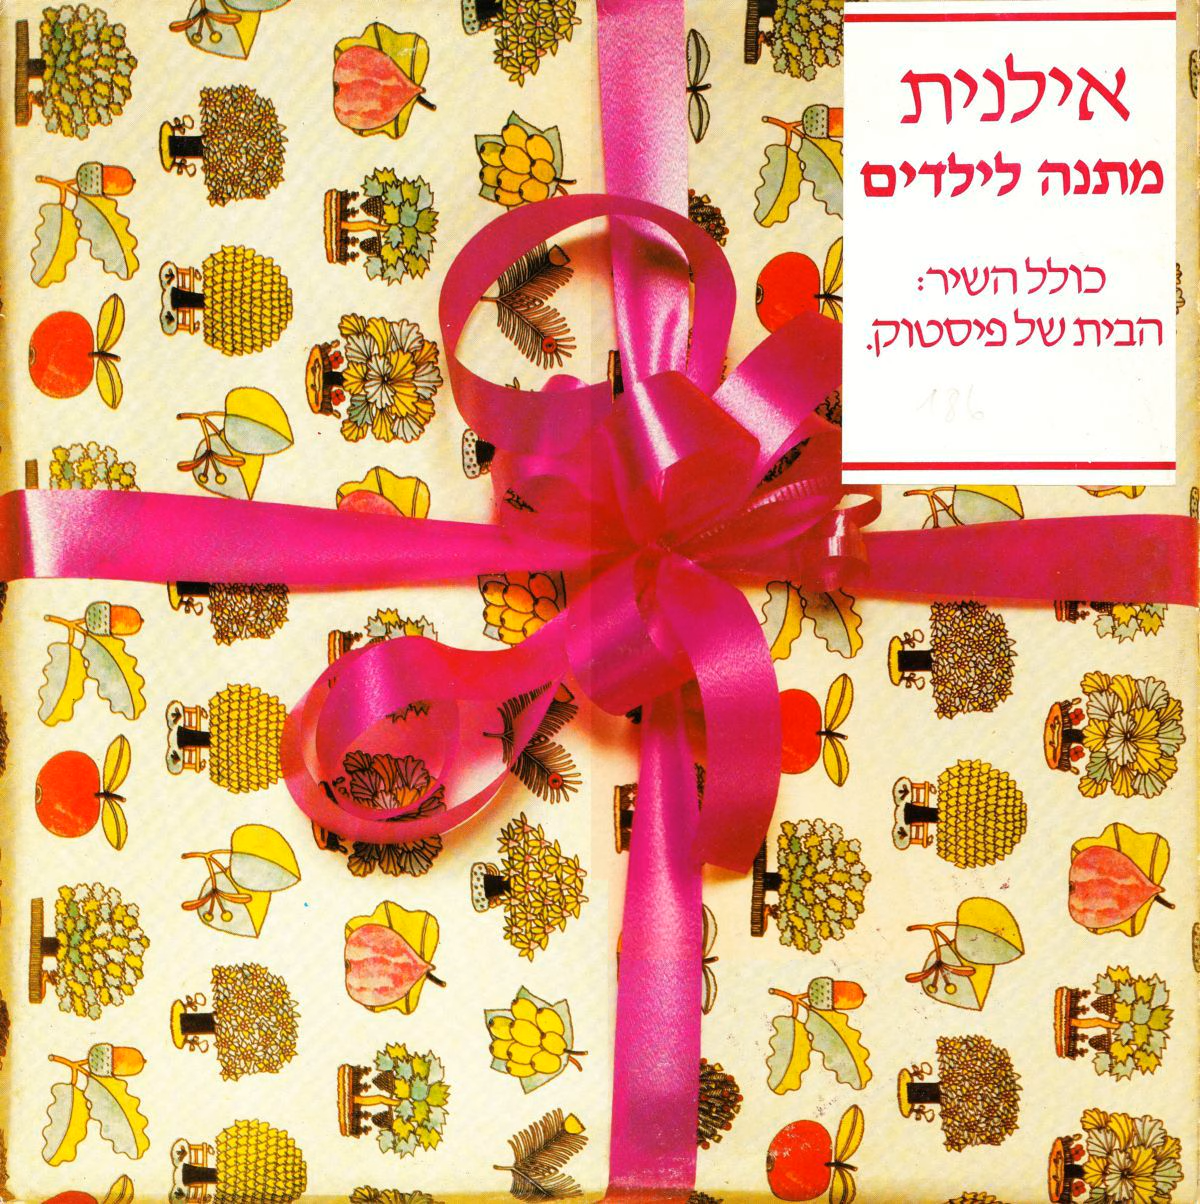 אילנית
מתנה לילדים
כולל השיר:
הבית של פיסטוק.
186